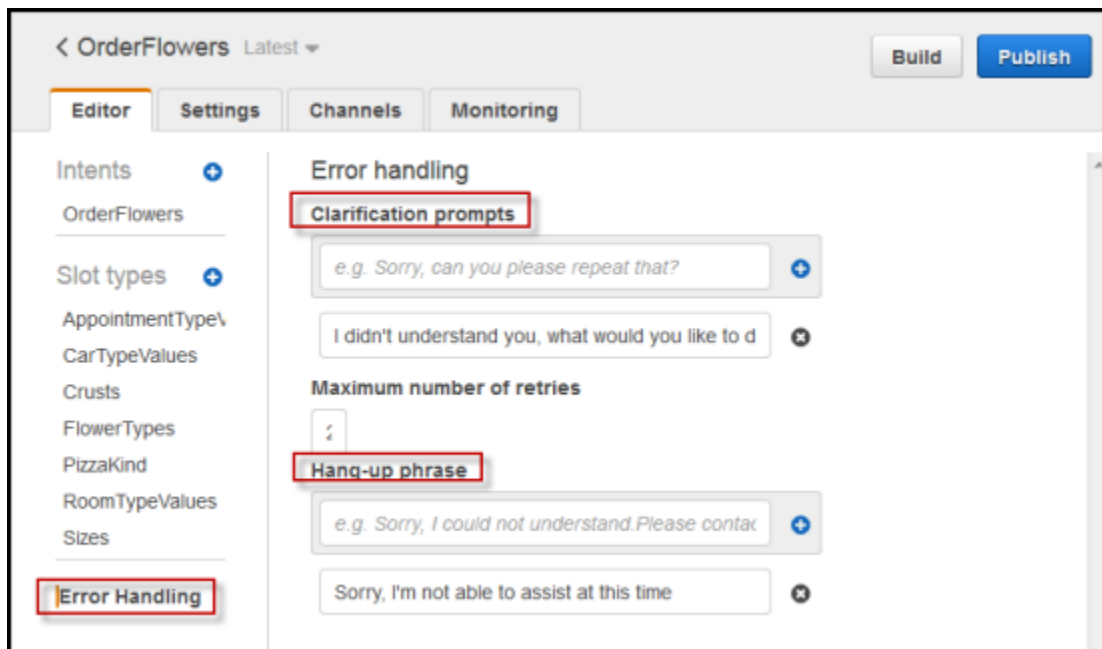 < OrderFlowers Latest
Build
Publish
Editor
Settings
Channels
Monitoring
Intents
OrderFlowers
Slot types
AppointmentTypeV
CarTypeValues
Crusts
FlowerTypes
PizzaKind
RoomTypeValues
Sizes
Error Handling
Error handling
Clarification prompts
e.g. Sorry, can you please repeat that?
I didn't understand you, what would you like to d
Maximum number of retries
Hang-up phrase
e.g. Sorry, I could not understand.Please contac
Sorry, I'm not able to assist at this time